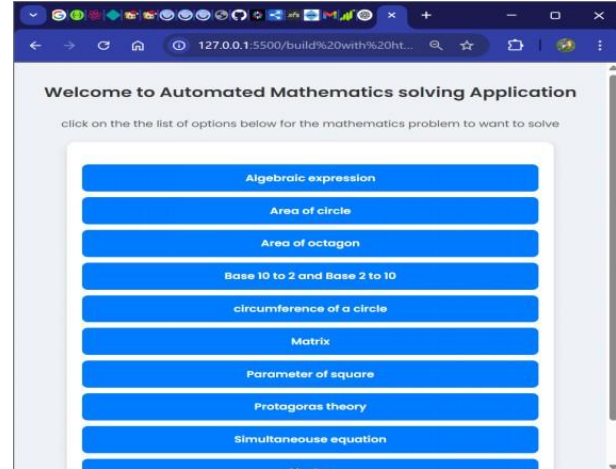 127.0.0.1:5500/build%20with%20ht...
Welcome to Automated Mathematics solving Application
click on the the list of options below for the mathematics problem to want to solve
Algebraic expression
Area of circle
Area of octagon
Base 10 to 2 and Base 2 to 10
circumference of a circle
Matrix
Parameter of square
Protagoras theory
Simultaneouse equation